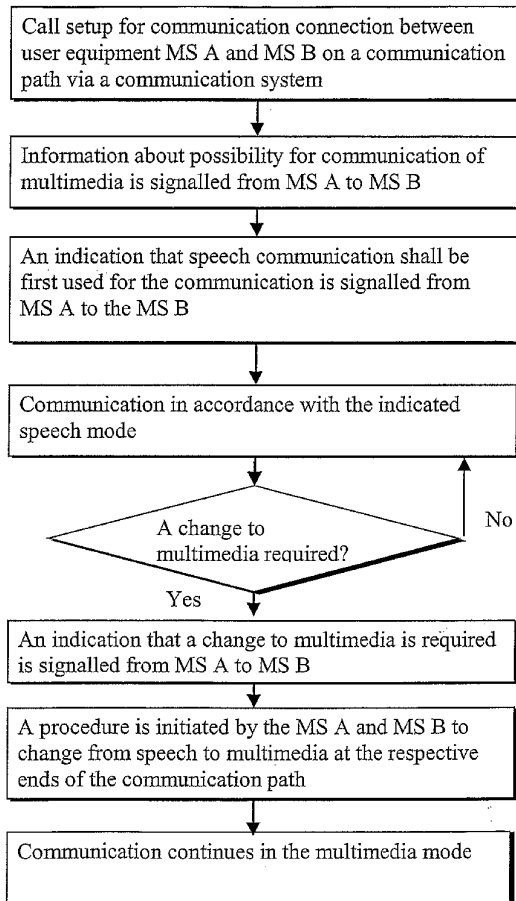 Call setup for communication connection between
user equipment MS A and MS B on a communication
path via a communication system
Information about possibility for communication of
multimedia is signalled from MS A to MS B
An indication that speech communication shall be
first used for the communication is signalled from
MS A to the MS B
Communication in accordance with the indicated
speech mode
A change to
multimedia required?
No
Yes
An indication that a change to multimedia is required
is signalled from MS A to MS B
A procedure is initiated by the MS A and MS B to
change from speech to multimedia at the respective
ends of the communication path
Communication continues in the multimedia mode